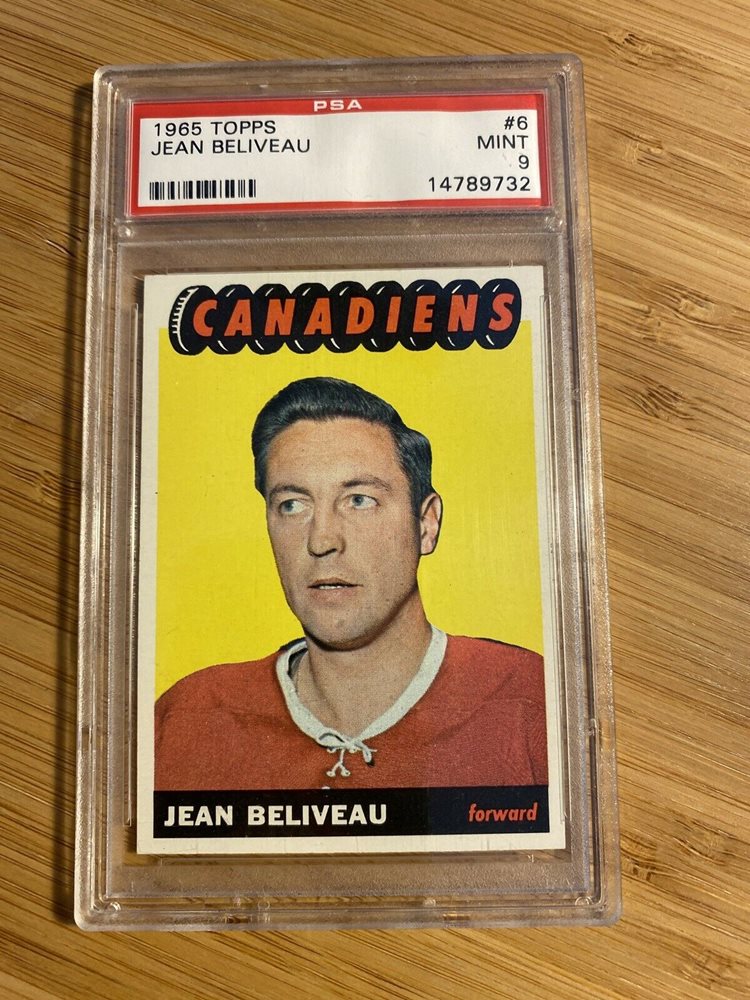 PSA
1965 TOPPS #6
JEAN BELIVEAU MINT
9
14789732
CANADIENS
JEAN BELIVEAU forward